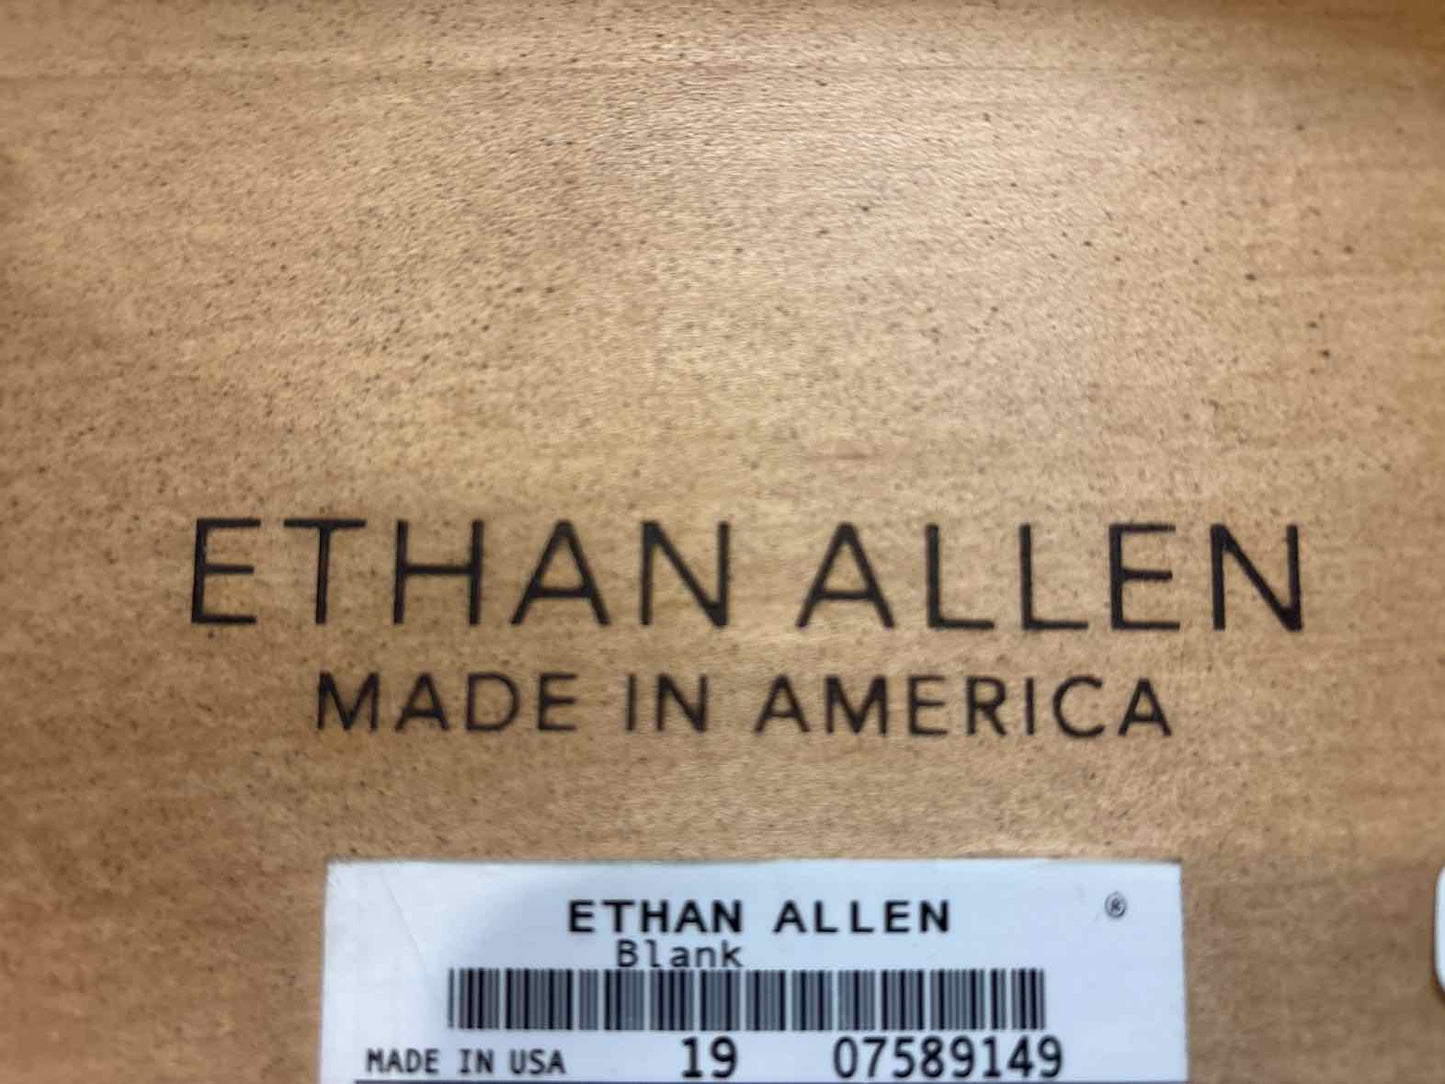 ETHAN ALLEN
MADE IN AMERICA
ETHAN ALLEN ®
Blank
MADE IN USA 19 07589149